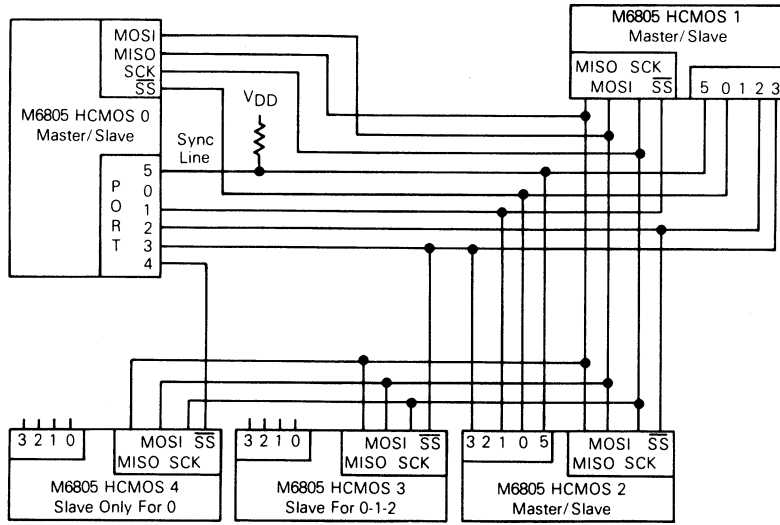 MOSI
MISO
SCK
SS
M6805 HCMOS 0
Master/Slave
PORT
5
0
1
2
3
4
Sync
Line
VDD
M6805 HCMOS 1
Master/Slave
MISO SCK
MOSI SS
5 0 1 2 3
3 2 1 0
MOSI SS
MISO SCK
M6805 HCMOS 4
Slave Only For 0
3 2 1 0
MOSI SS
MISO SCK
M6805 HCMOS 3
Slave For 0-1-2
3 2 1 0 5
MOSI SS
MISO SCK
M6805 HCMOS 2
Master/Slave